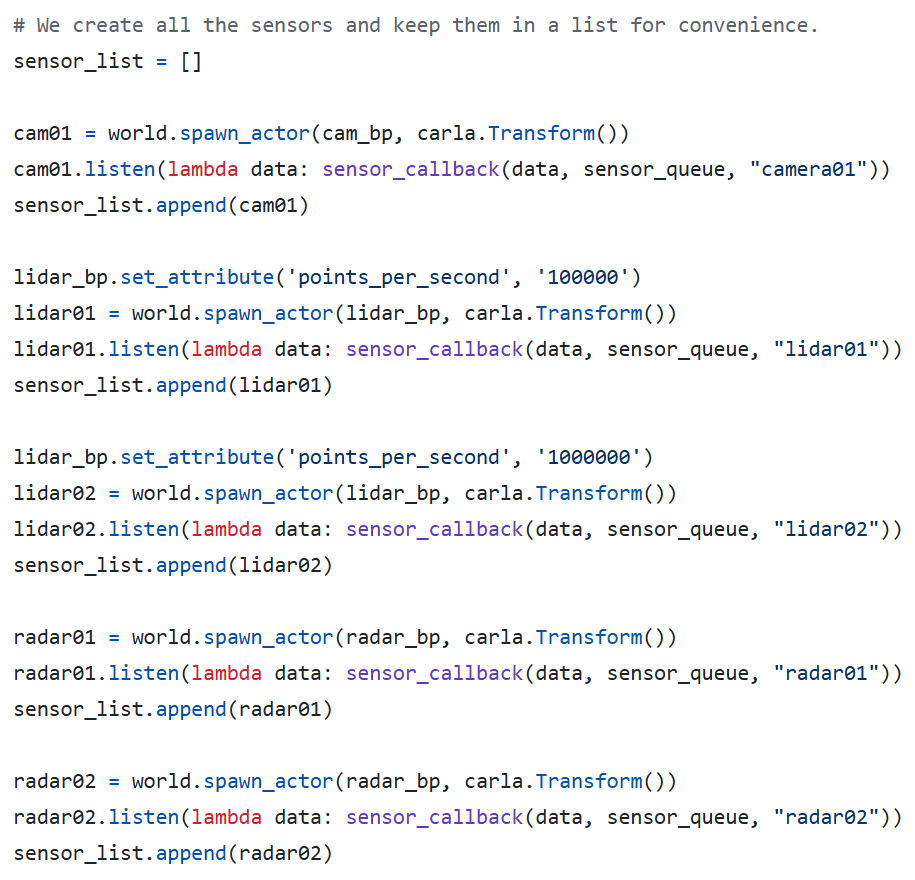 # We create all the sensors and keep them in a list for convenience.
sensor_list = []
cam01 = world.spawn_actor(cam_bp, carla.Transform())
cam01.listen(lambda data: sensor_callback(data, sensor_queue, "camera01"))
sensor_list.append(cam01)
lidar_bp.set_attribute('points_per_second', '100000')
lidar01 = world.spawn_actor(lidar_bp, carla.Transform())
lidar01.listen(lambda data: sensor_callback(data, sensor_queue, "lidar01"))
sensor_list.append(lidar01)
lidar_bp.set_attribute('points_per_second', '1000000')
lidar02 = world.spawn_actor(lidar_bp, carla.Transform())
lidar02.listen(lambda data: sensor_callback(data, sensor_queue, "lidar02"))
sensor_list.append(lidar02)
radar01 = world.spawn_actor(radar_bp, carla.Transform())
radar01.listen(lambda data: sensor_callback(data, sensor_queue, "radar01"))
sensor_list.append(radar01)
radar02 = world.spawn_actor(radar_bp, carla.Transform())
radar02.listen(lambda data: sensor_callback(data, sensor_queue, "radar02"))
sensor_list.append(radar02)